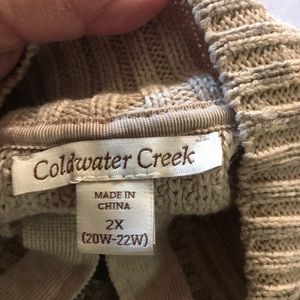 Coldwater Creek
MADE IN
CHINA
2X
(20W-22W)